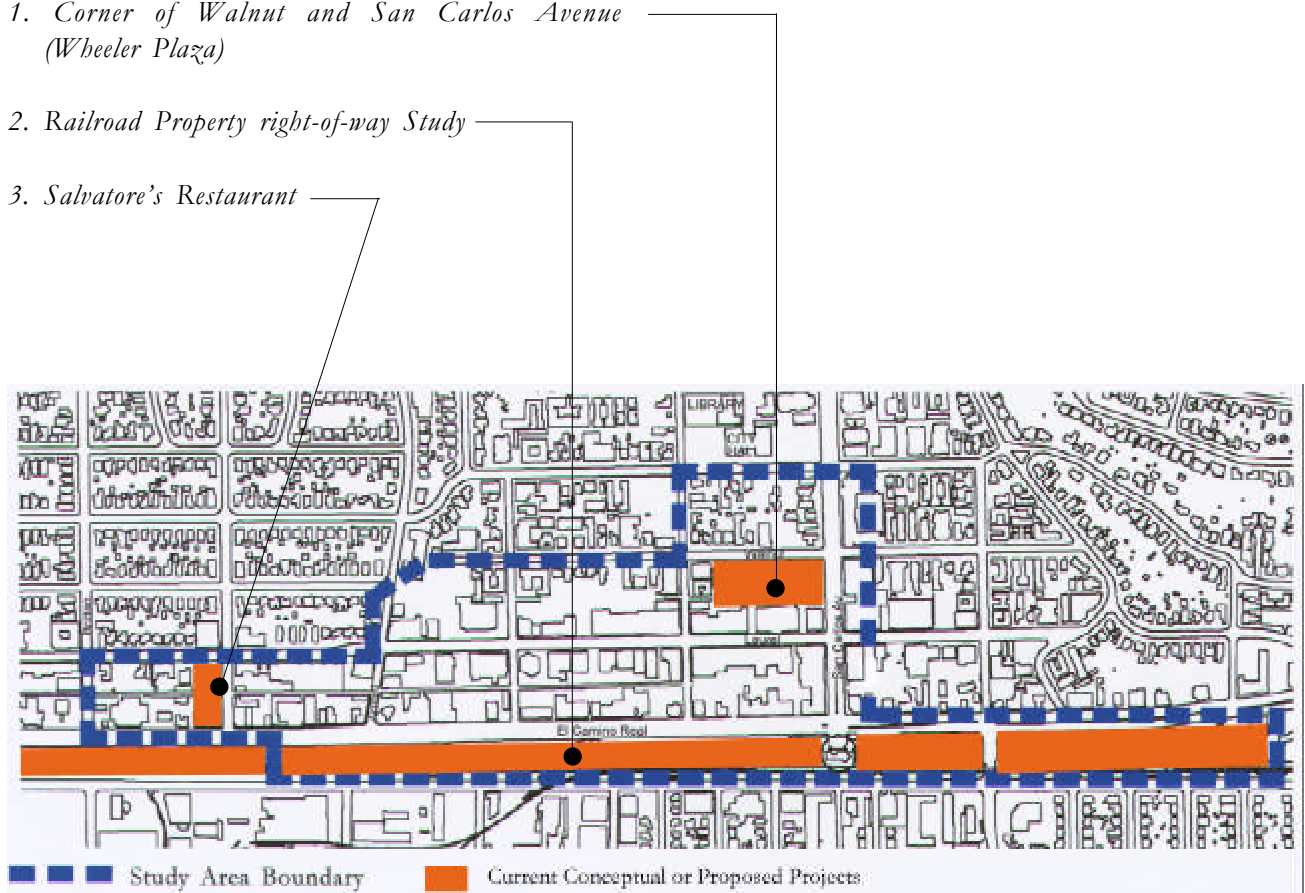 1. Corner of Walnut and San Carlos Avenue
(Wheeler Plaza)
2. Railroad Property right-of-way Study
3. Salvatore's Restaurant
LIBRARY
CITY
El Camino Real
Study Area Boundary
Current Conceptual or Proposed Projects